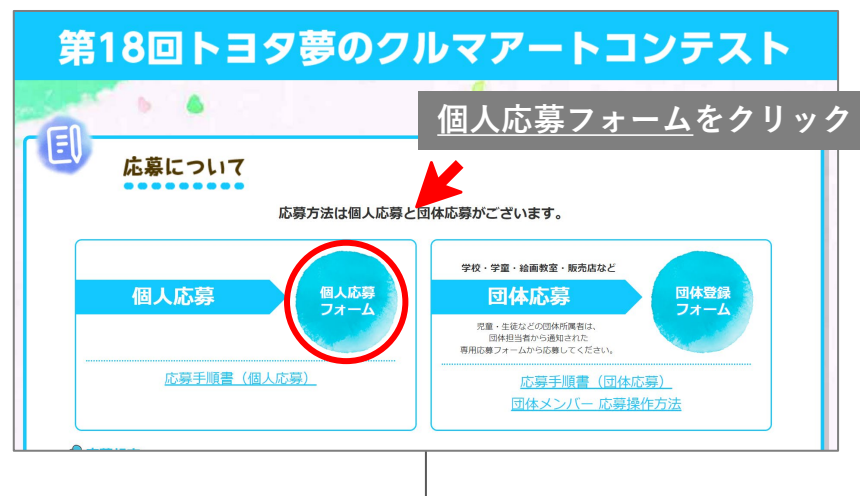 第18回トヨタ夢のクルマアートコンテスト
個人応募フォームをクリック
応募について
応募方法は個人応募と団体応募がございます。
個人応募
個人応募
フォーム
応募手順書（個人応募）
学校・学童・絵画教室・販売店など
団体応募
団体登録
フォーム
児童・生徒などの団体所属者は、
団体担当者から通知された
専用応募フォームから応募してください。
応募手順書（団体応募）
団体メンバー 応募操作方法